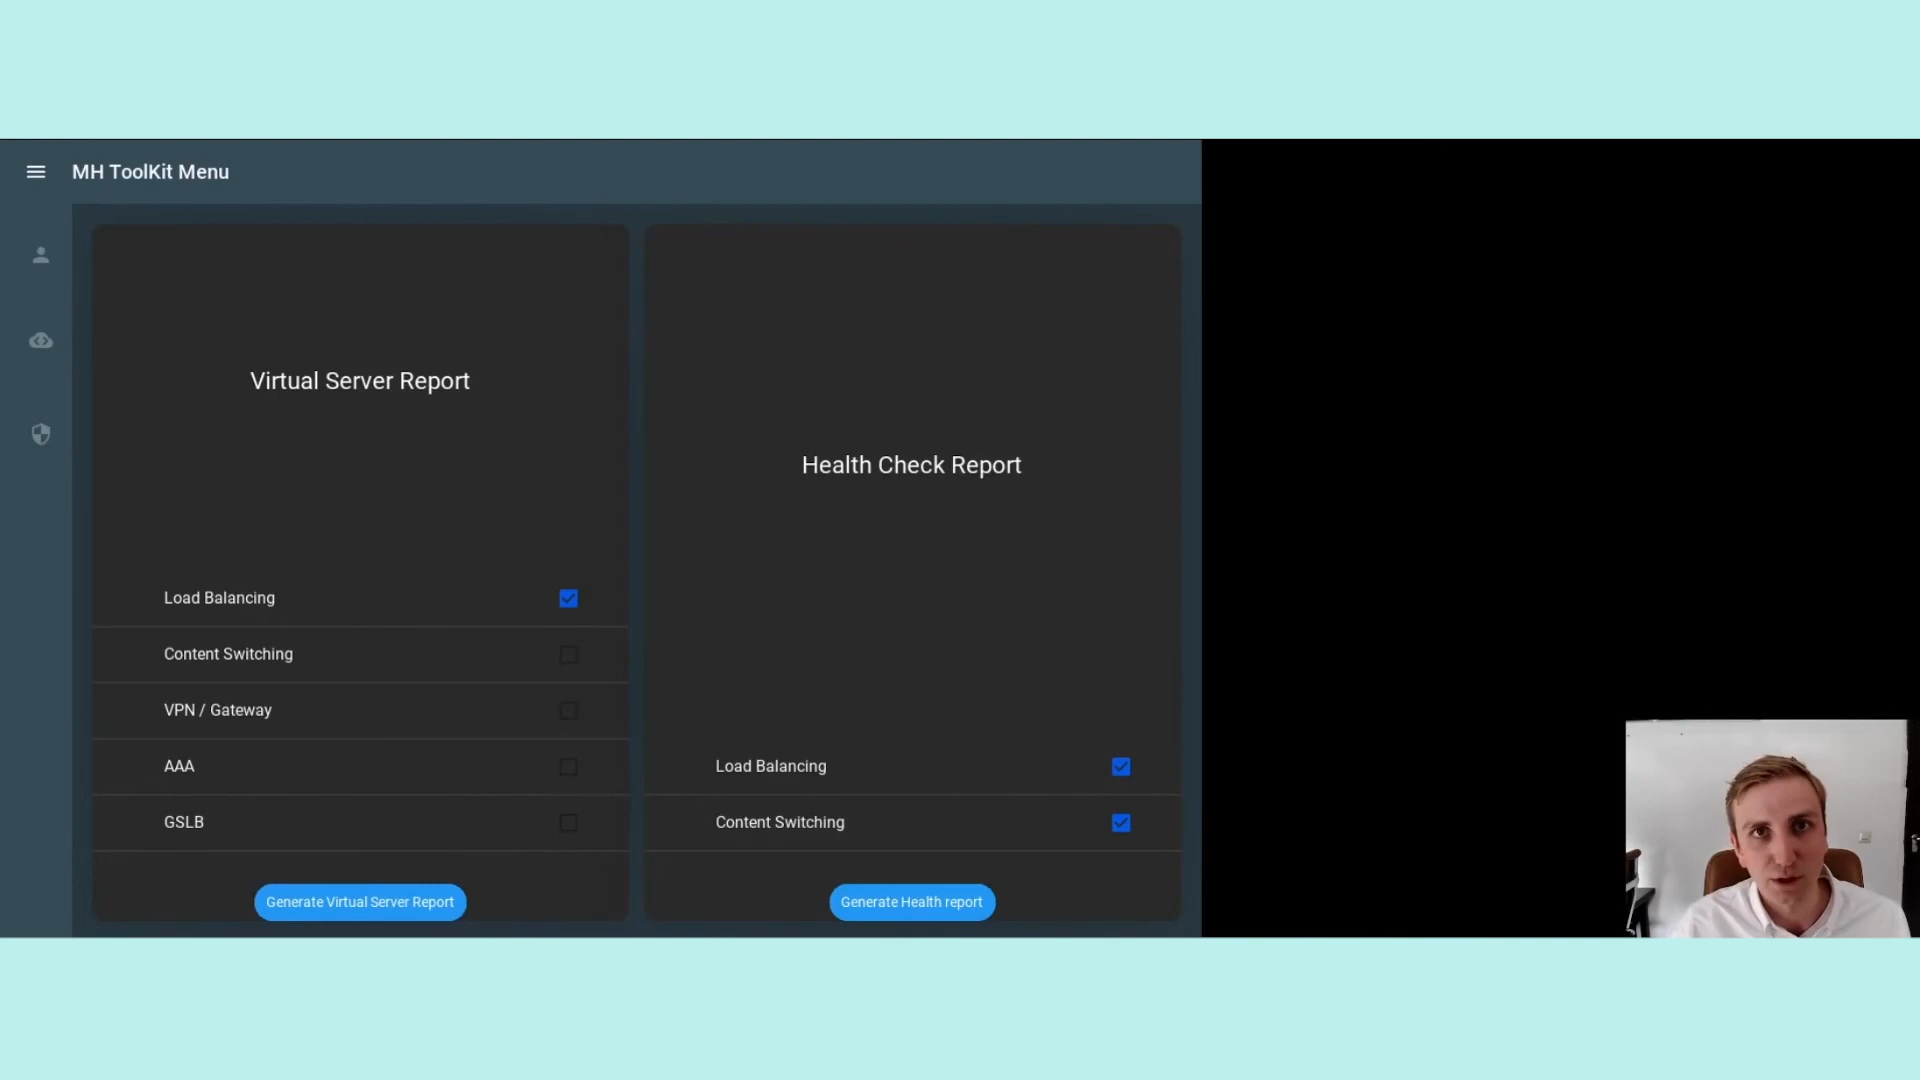 MH ToolKit Menu
Virtual Server Report
Load Balancing
Content Switching
VPN / Gateway
AAA
GSLB
Generate Virtual Server Report
Health Check Report
Load Balancing
Content Switching
Generate Health report